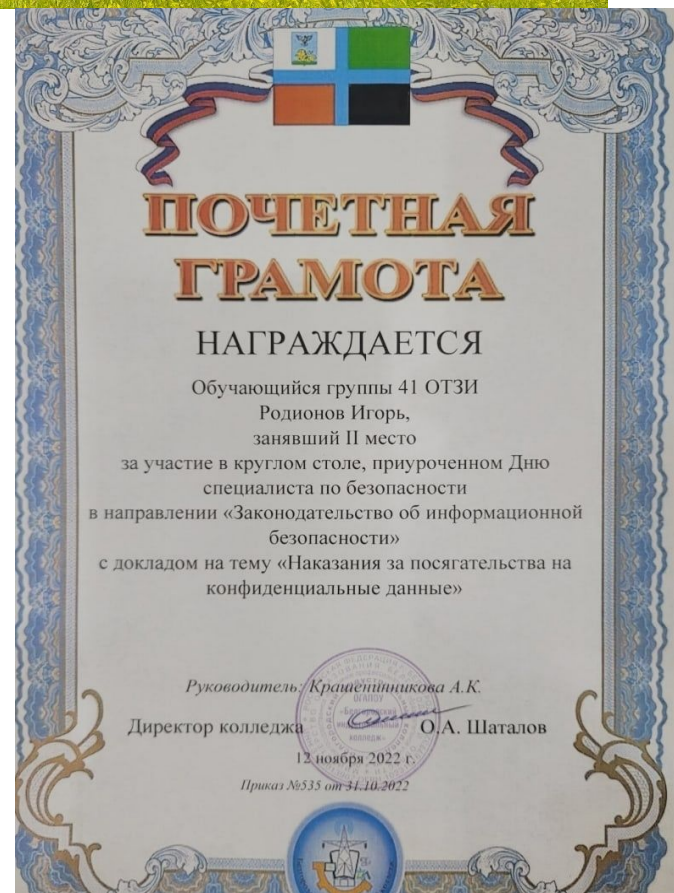 ПОЧЕТНАЯ
ГРАМОТА
НАГРАЖДАЕТСЯ
Обучающийся группы 41 ОТЗИ
Родионов Игорь,
занявший II место
за участие в круглом столе, приуроченном Дню
специалиста по безопасности
в направлении «Законодательство об информационной
безопасности»
с докладом на тему «Наказания за посягательства на
конфиденциальные данные»
Руководитель: Крашенинникова А.К.
Директор колледжа
О.А. Шаталов
12 ноября 2022 г.
Приказ №535 от 31.10.2022